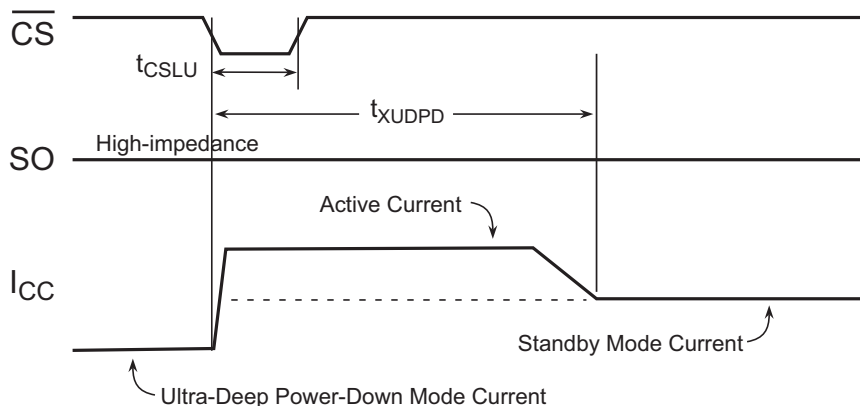 CS
tCSLU
tXUDPD
High-impedance
SO
Active Current
ICC
Standby Mode Current
Ultra-Deep Power-Down Mode Current